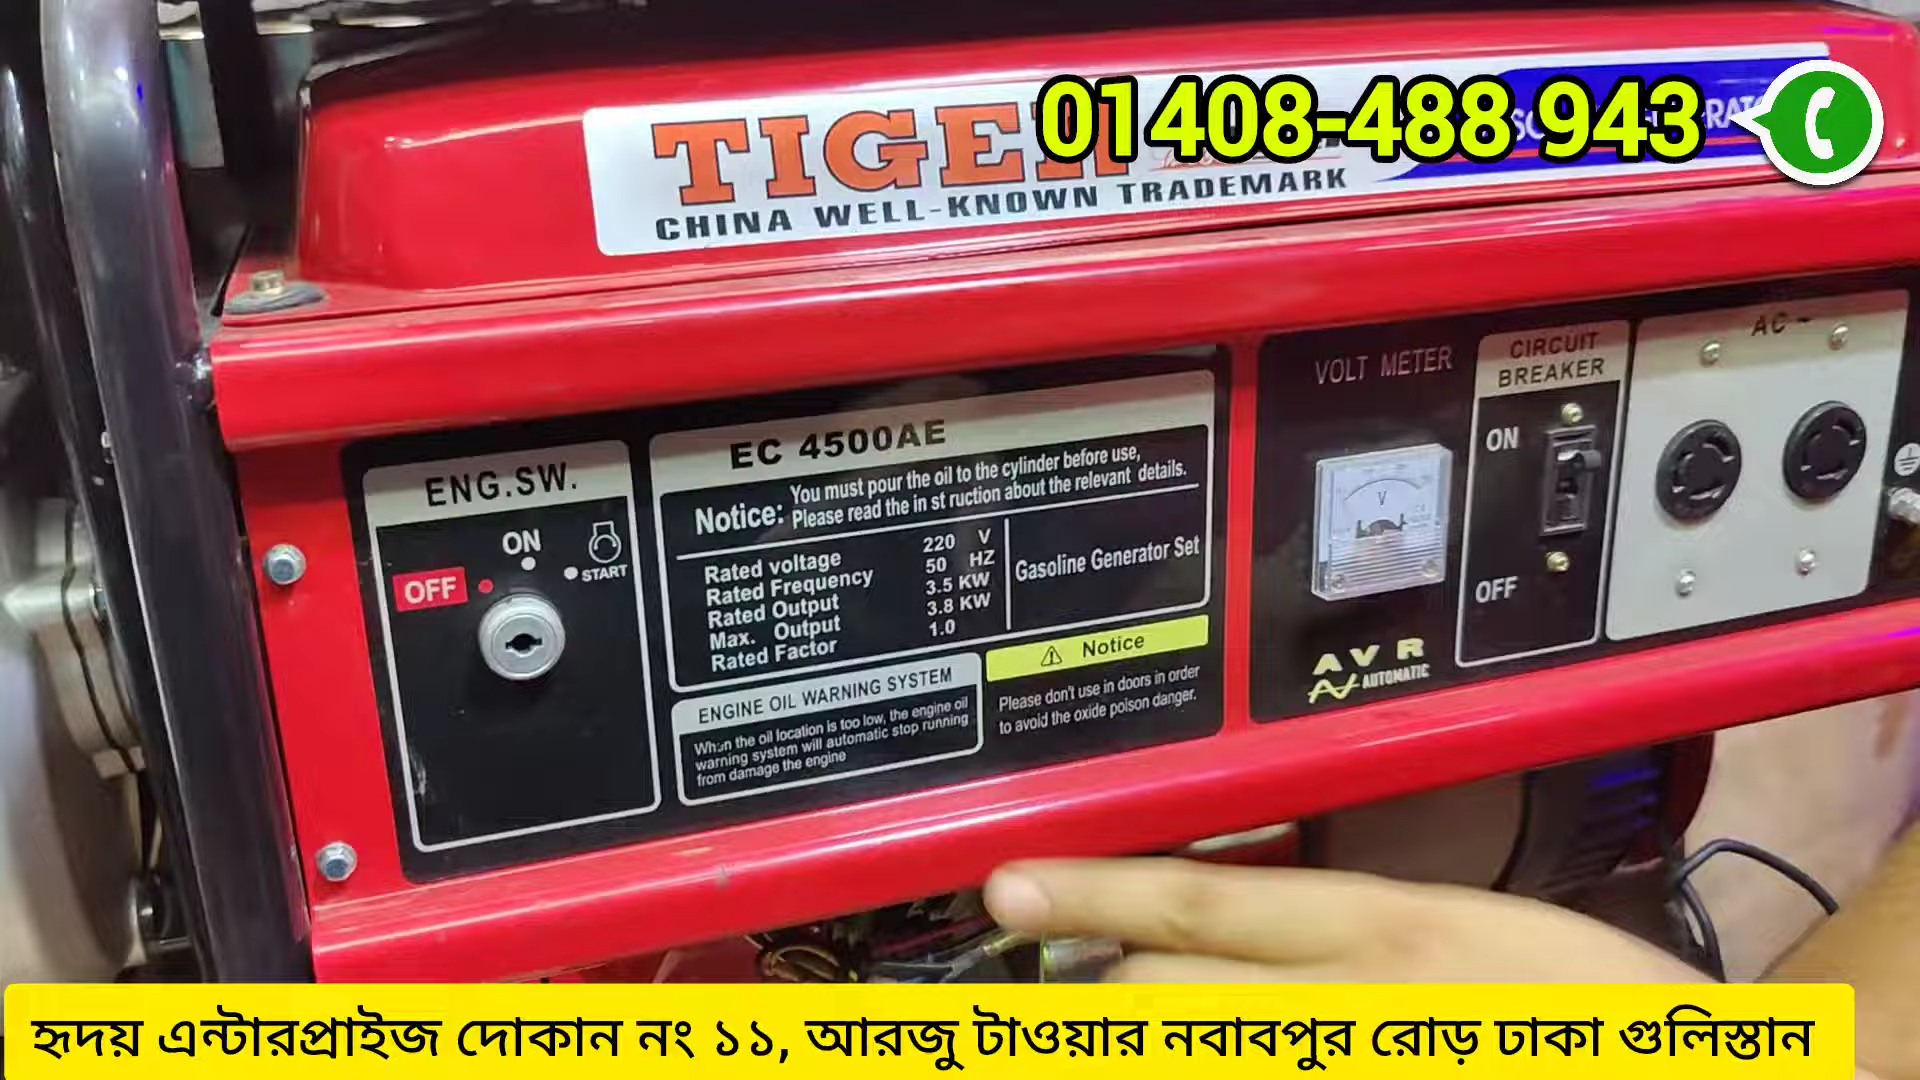 01408-488 943
TIGER
CHINA WELL-KNOWN TRADEMARK
ENG.SW.
ON
OFF
START
EC 4500AE
Notice: You must pour the oil to the cylinder before use,
Please read the in st ruction about the relevant details.
Rated voltage 220 V
Rated Frequency 50 HZ
Rated Output 3.5 KW
Max. Output 3.8 KW
Rated Factor 1.0
Gasoline Generator Set
ENGINE OIL WARNING SYSTEM
When the oil location is too low, the engine oil
warning system will automatic stop running
from damage the engine
Notice
Please don't use in doors in order
to avoid the oxide poison danger.
VOLT METER
V
AVR
AUTOMATIC
CIRCUIT
BREAKER
ON
OFF
AC ~
হৃদয় এন্টারপ্রাইজ দোকান নং ১১, আরজু টাওয়ার নবাবপুর রোড় ঢাকা গুলিস্তান